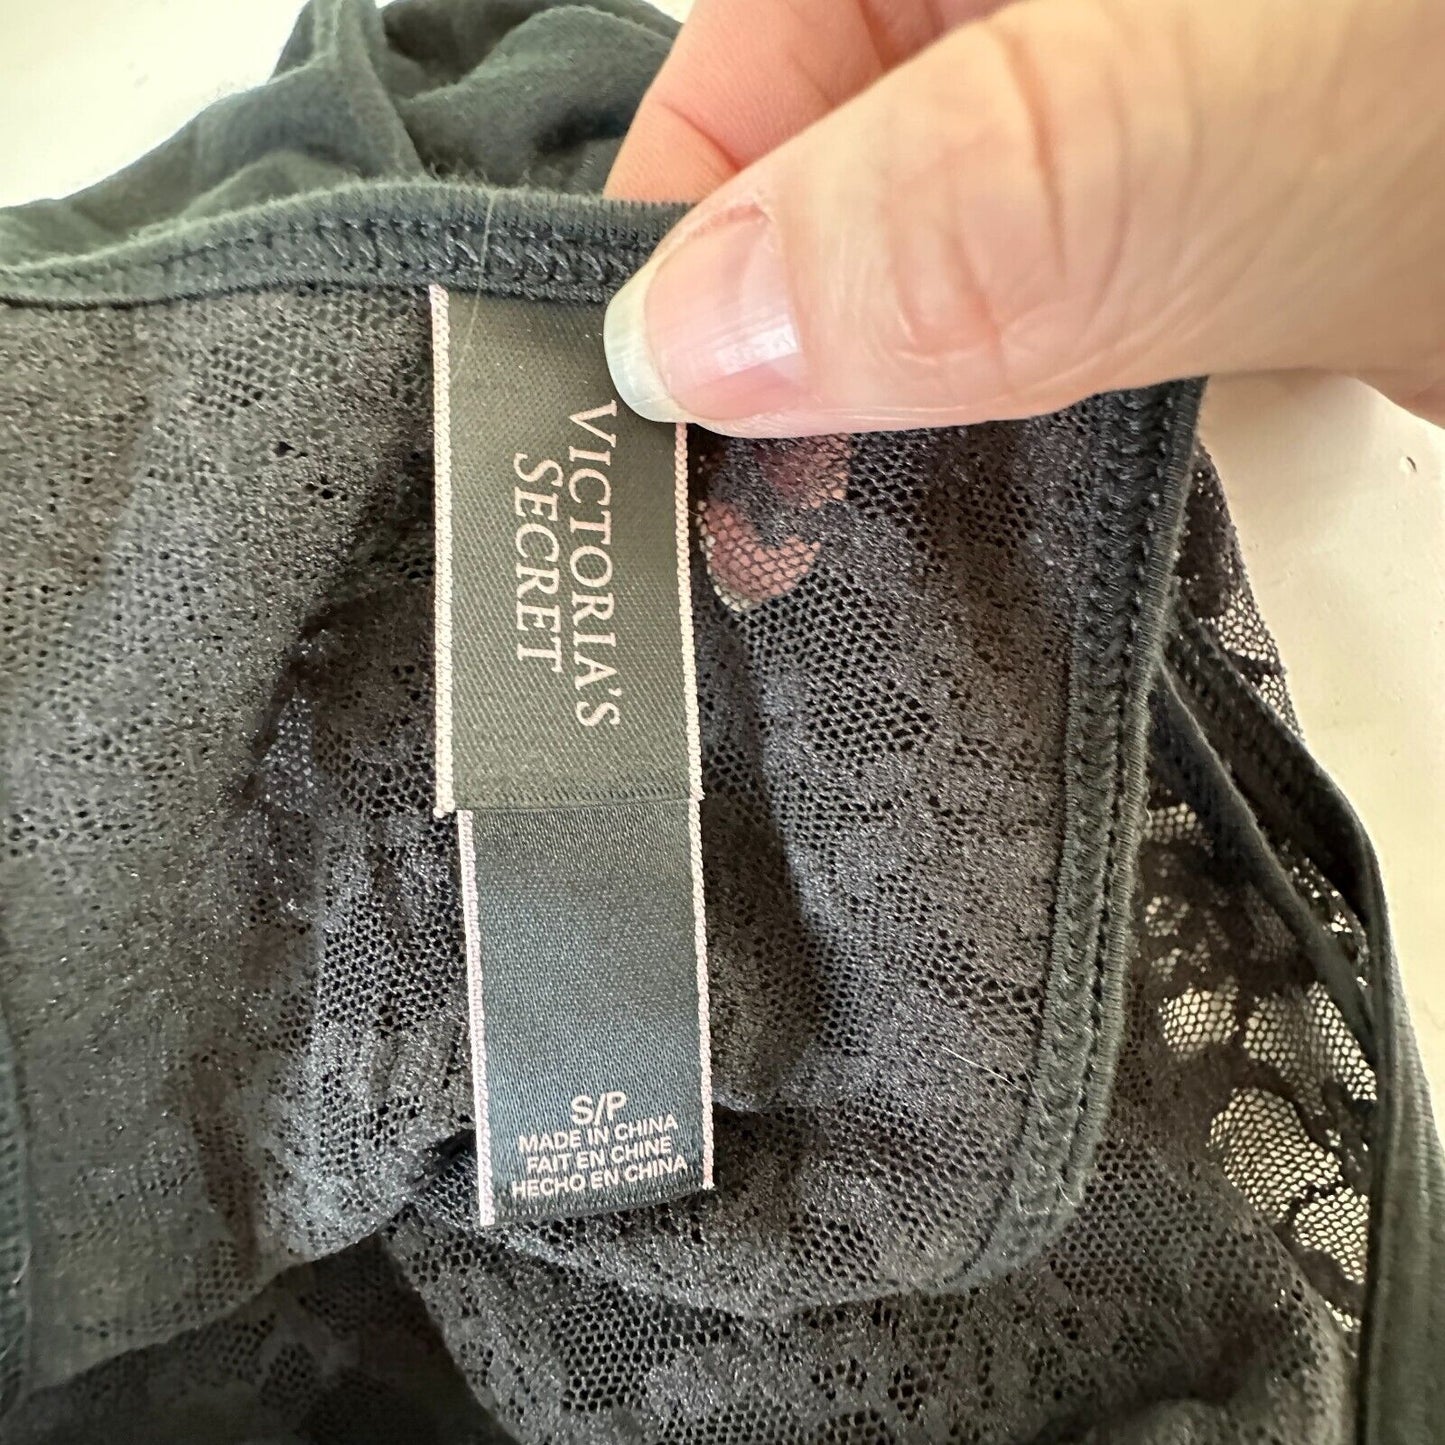 VICTORIA'S
SECRET
S/P
MADE IN CHINA
FAIT EN CHINE
HECHO EN CHINA